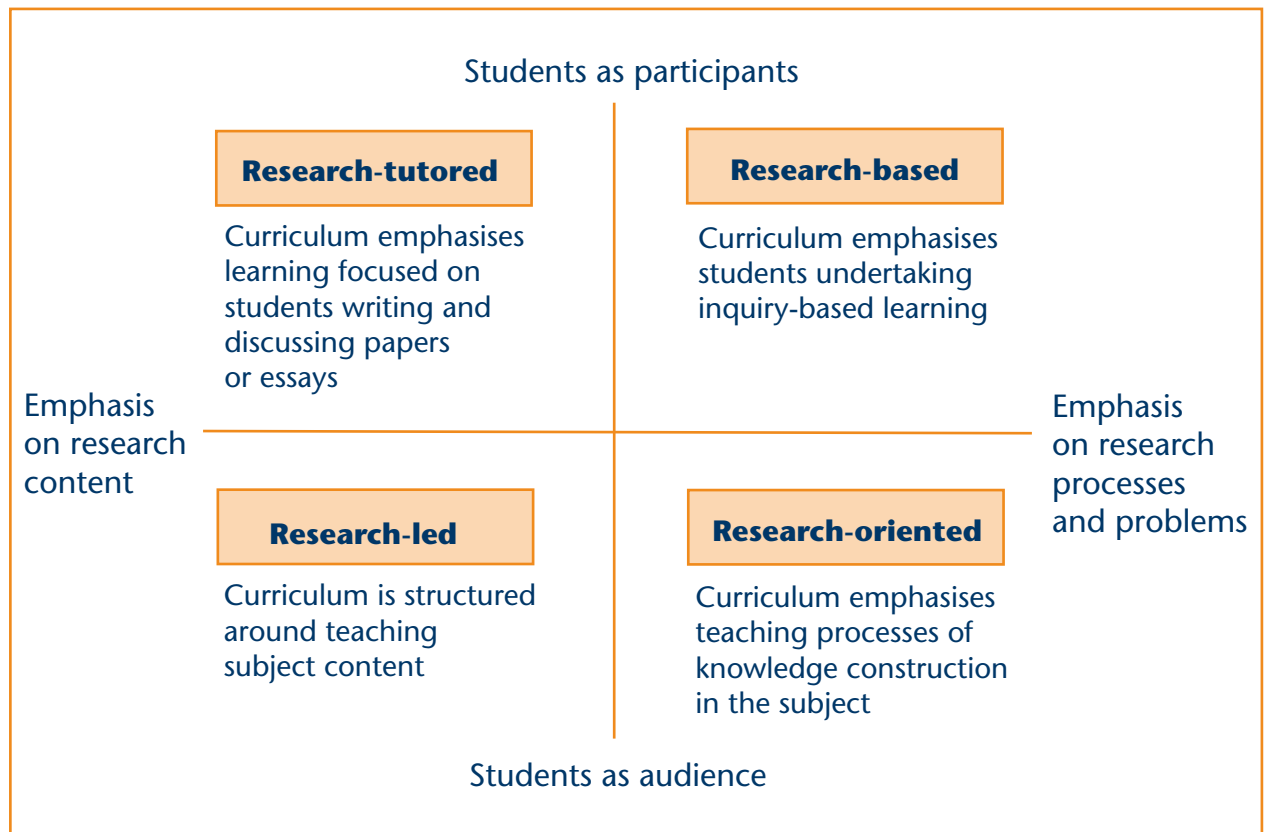 Students as participants
Research-tutored
Curriculum emphasises
learning focused on
students writing and
discussing papers
or essays
Research-based
Curriculum emphasises
students undertaking
inquiry-based learning
Emphasis
on research
content
Emphasis
on research
processes
and problems
Research-led
Curriculum is structured
around teaching
subject content
Research-oriented
Curriculum emphasises
teaching processes of
knowledge construction
in the subject
Students as audience